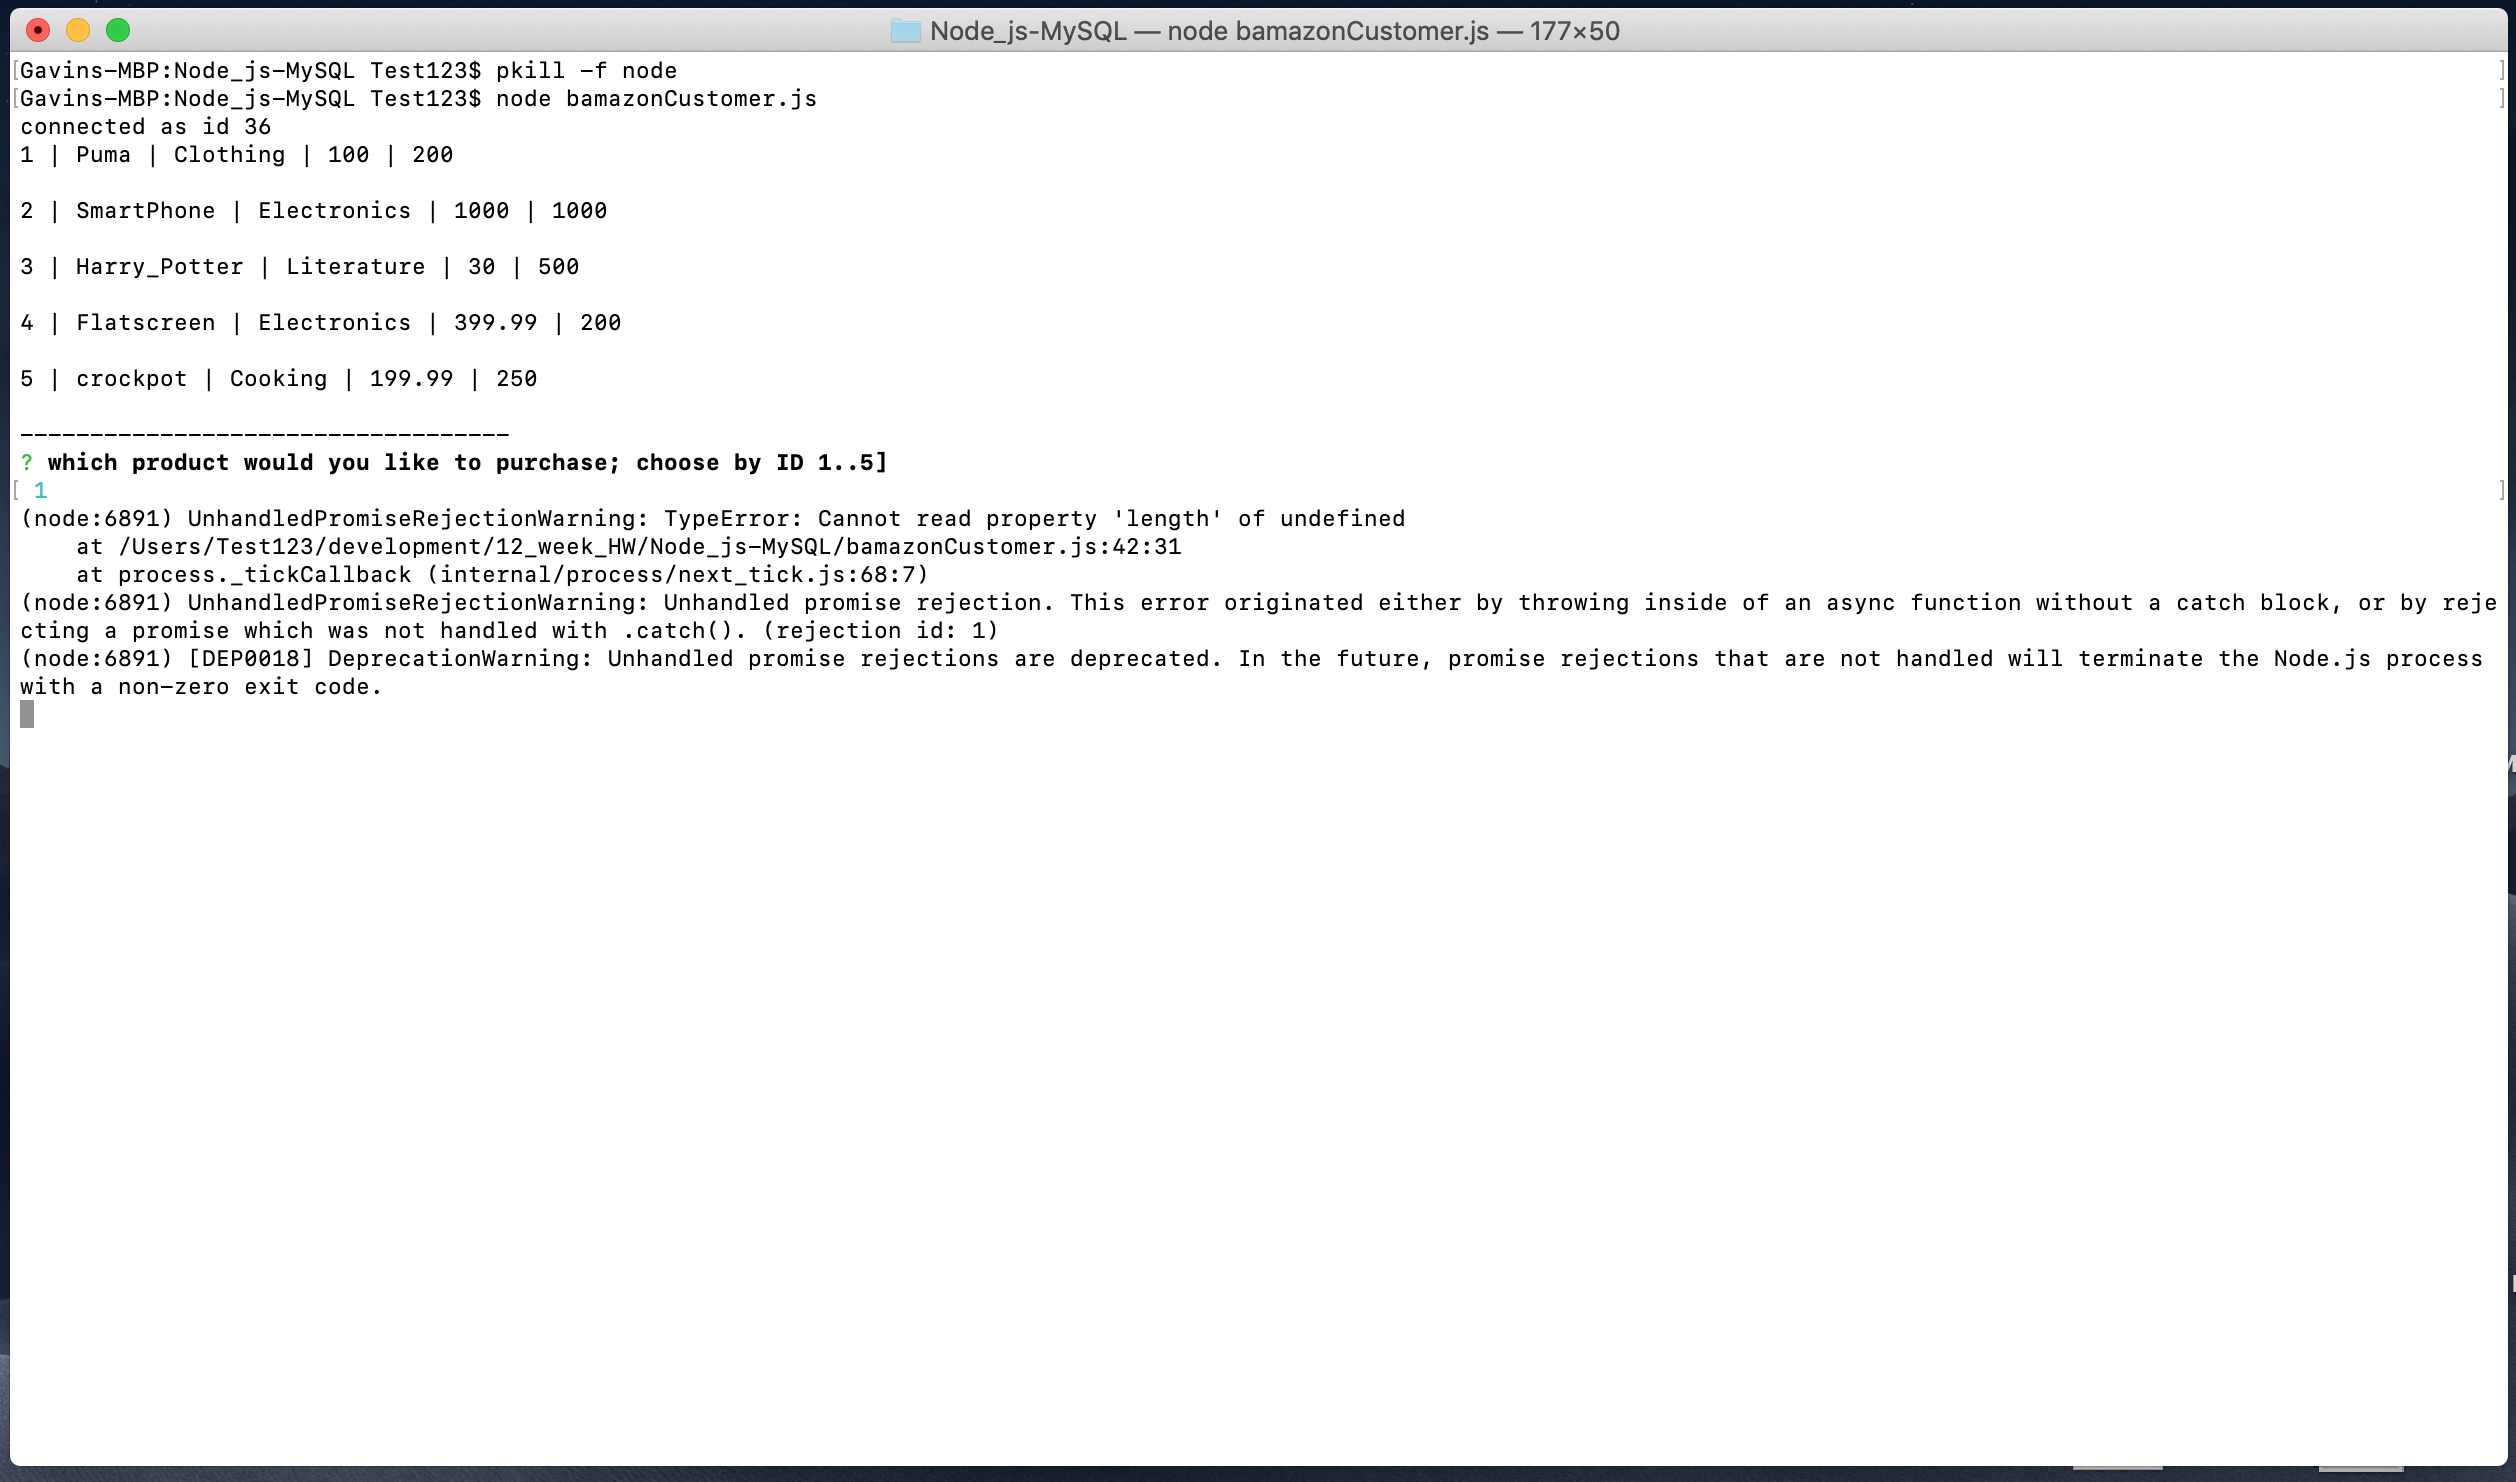 Node_js-MySQL — node bamazonCustomer.js — 177×50
[Gavins-MBP:Node_js-MySQL Test123$ pkill -f node ]
[Gavins-MBP:Node_js-MySQL Test123$ node bamazonCustomer.js ]
connected as id 36
1 | Puma | Clothing | 100 | 200
2 | SmartPhone | Electronics | 1000 | 1000
3 | Harry_Potter | Literature | 30 | 500
4 | Flatscreen | Electronics | 399.99 | 200
5 | crockpot | Cooking | 199.99 | 250
-----------------------------------
? which product would you like to purchase; choose by ID 1..5]
[ 1 ]
(node:6891) UnhandledPromiseRejectionWarning: TypeError: Cannot read property 'length' of undefined
    at /Users/Test123/development/12_week_HW/Node_js-MySQL/bamazonCustomer.js:42:31
    at process._tickCallback (internal/process/next_tick.js:68:7)
(node:6891) UnhandledPromiseRejectionWarning: Unhandled promise rejection. This error originated either by throwing inside of an async function without a catch block, or by reje
cting a promise which was not handled with .catch(). (rejection id: 1)
(node:6891) [DEP0018] DeprecationWarning: Unhandled promise rejections are deprecated. In the future, promise rejections that are not handled will terminate the Node.js process
with a non-zero exit code.